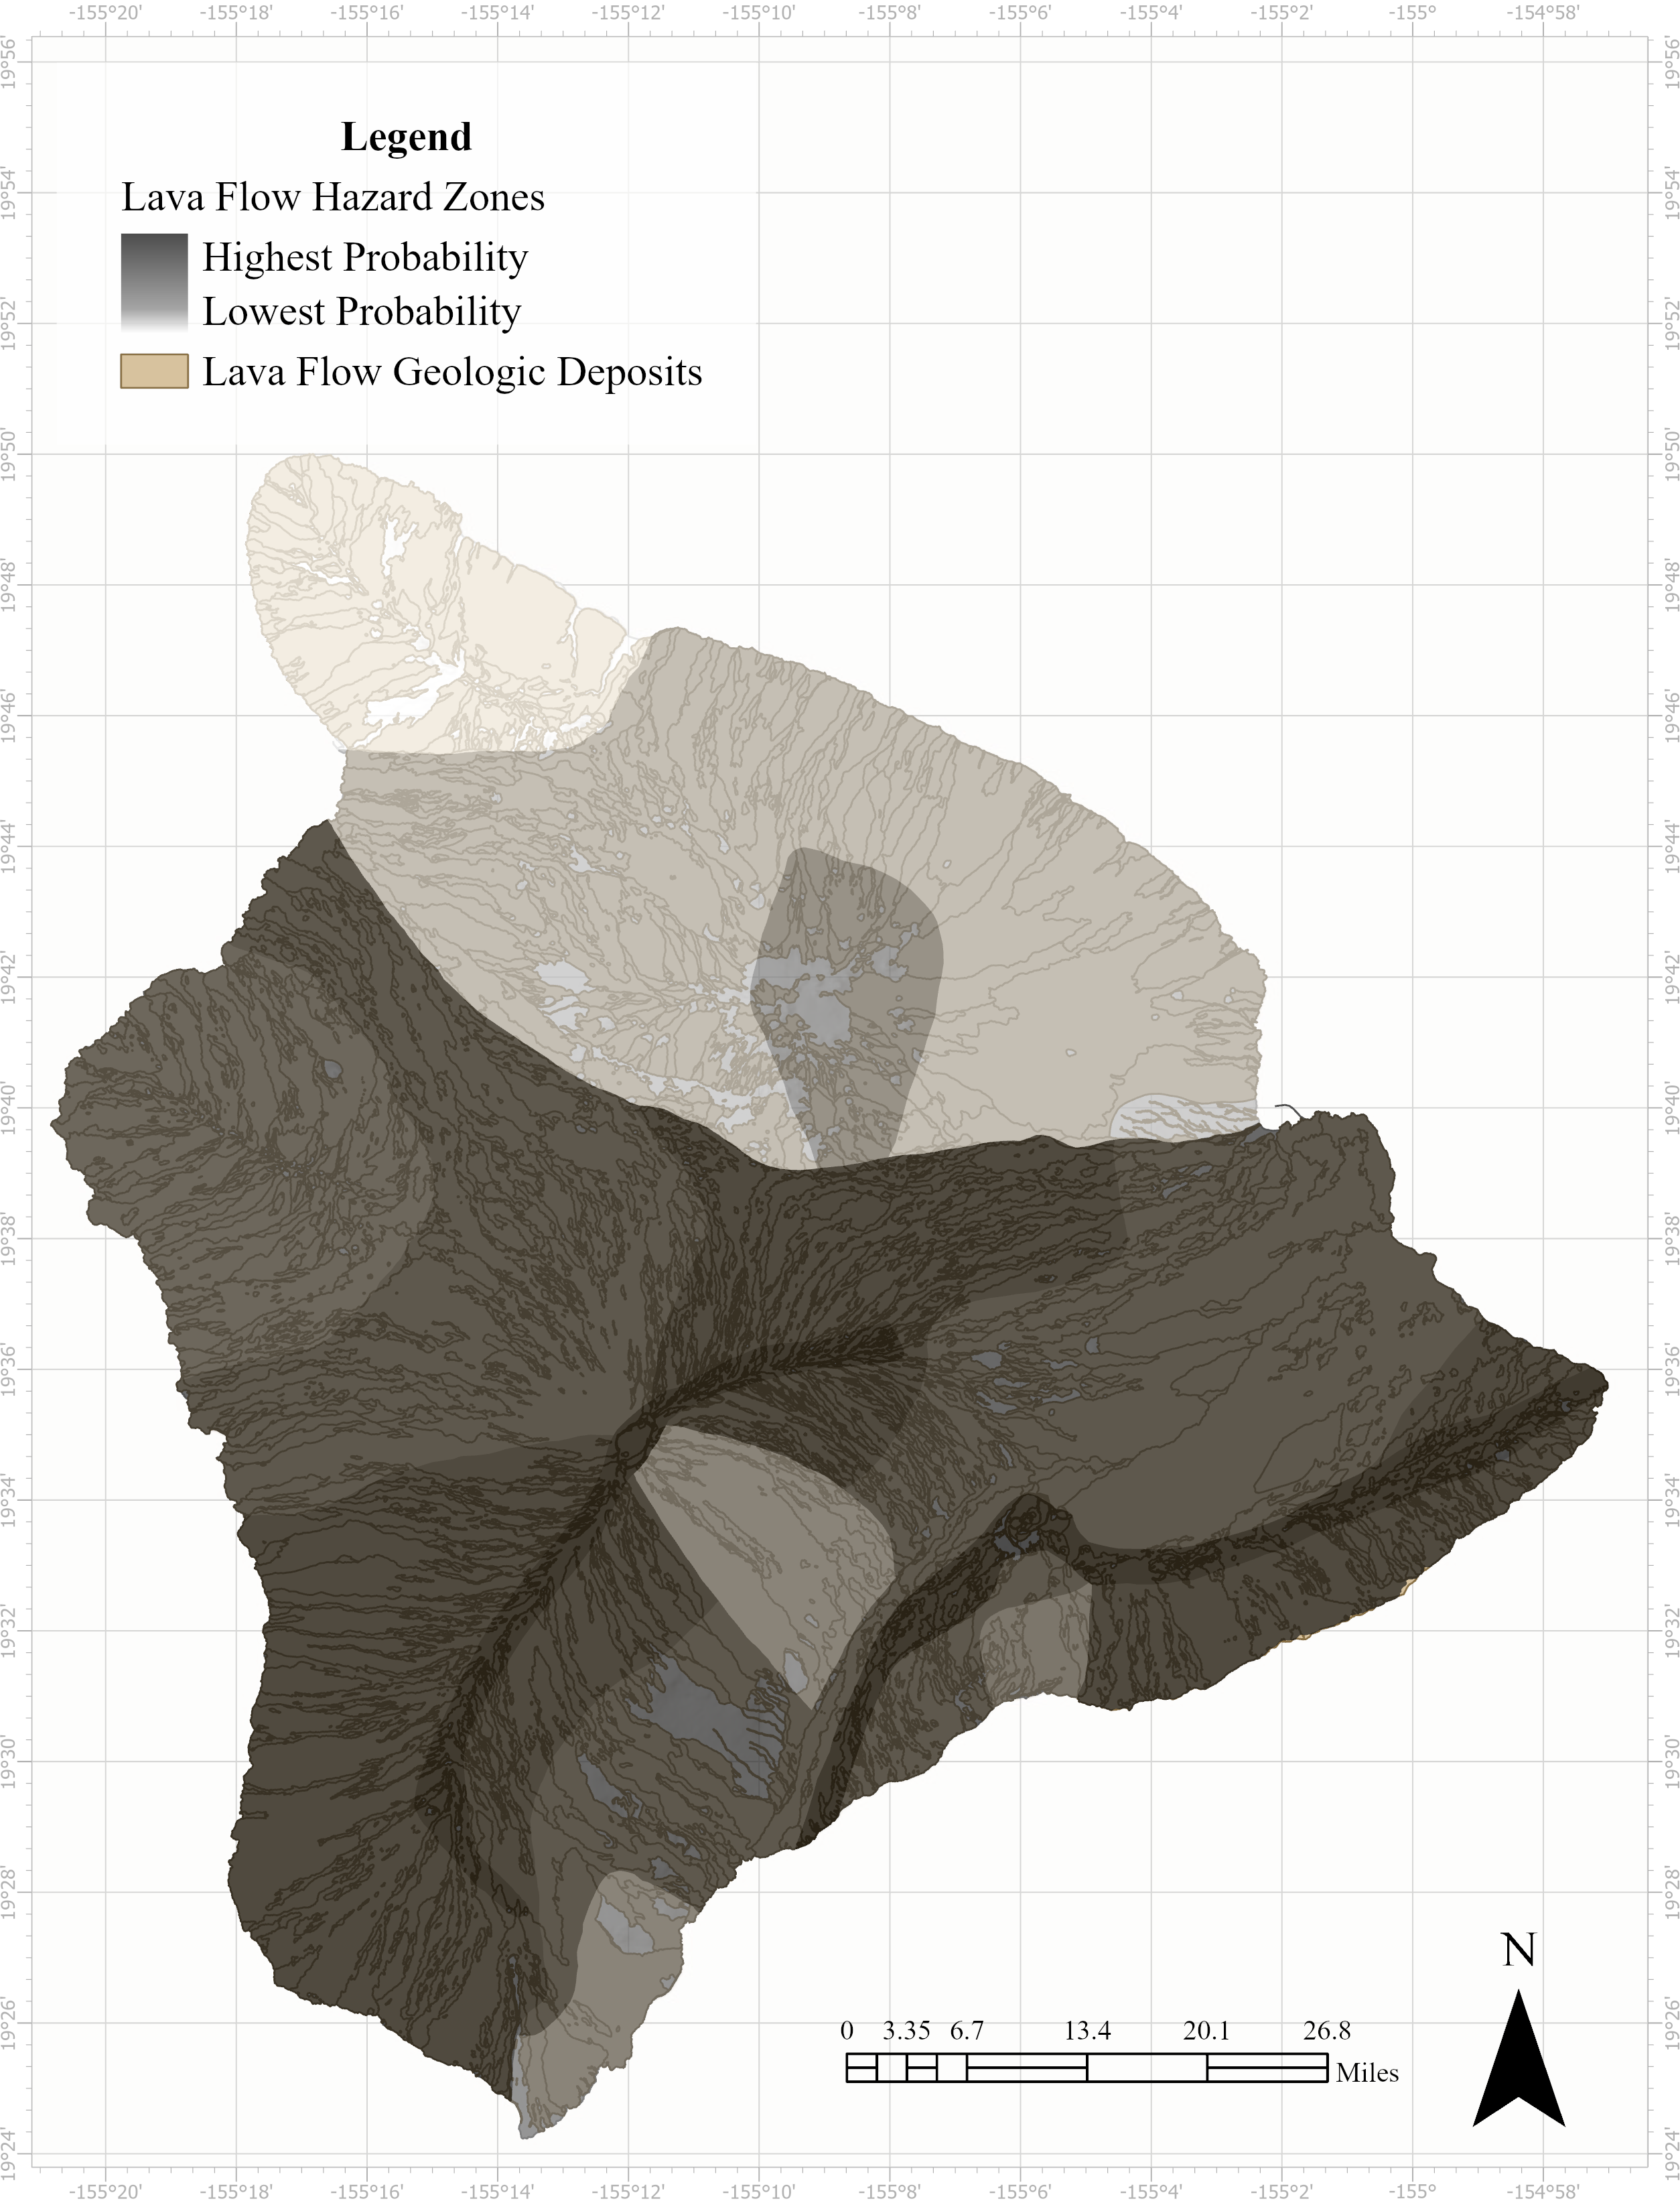 -155°20' -155°18' -155°16' -155°14' -155°12' -155°10' -155°8' -155°6' -155°4' -155°2' -155° -154°58'
19°56' 19°56'
Legend
19°54' 19°54'
Lava Flow Hazard Zones
Highest Probability
Lowest Probability
19°52' 19°52'
Lava Flow Geologic Deposits
19°50' 19°50'
19°48' 19°48'
19°46' 19°46'
19°44' 19°44'
19°42' 19°42'
19°40' 19°40'
19°38' 19°38'
19°36' 19°36'
19°34' 19°34'
19°32' 19°32'
19°30' 19°30'
19°28' 19°28'
N
19°26' 19°26'
0 3.35 6.7 13.4 20.1 26.8
Miles
19°24' 19°24'
-155°20' -155°18' -155°16' -155°14' -155°12' -155°10' -155°8' -155°6' -155°4' -155°2' -155° -154°58'